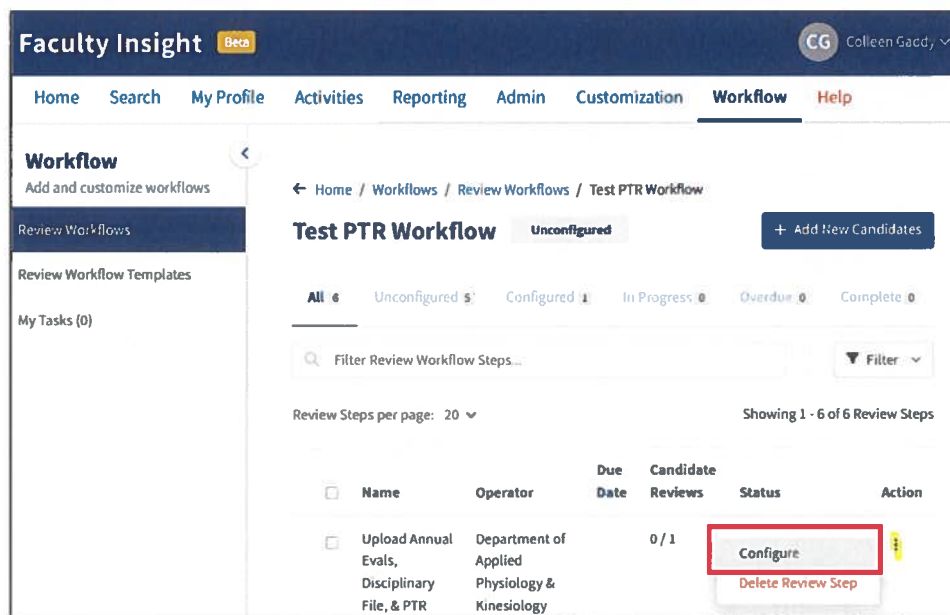 Faculty Insight Beta
CG Colleen Gaddy
Home Search My Profile Activities Reporting Admin Customization Workflow Help
Workflow
Add and customize workflows
Review Workflows
Review Workflow Templates
My Tasks (0)
← Home / Workflows / Review Workflows / Test PTR Workflow
Test PTR Workflow Unconfigured + Add New Candidates
All 6 Unconfigured 5 Configured 1 In Progress 0 Overdue 0 Complete 0
Filter Review Workflow Steps... Filter
Review Steps per page: 20 Showing 1 - 6 of 6 Review Steps
Name Operator Due Date Candidate Reviews Status Action
Upload Annual Evals, Disciplinary File, & PTR
Department of Applied Physiology & Kinesiology
0 / 1
Configure
Delete Review Step